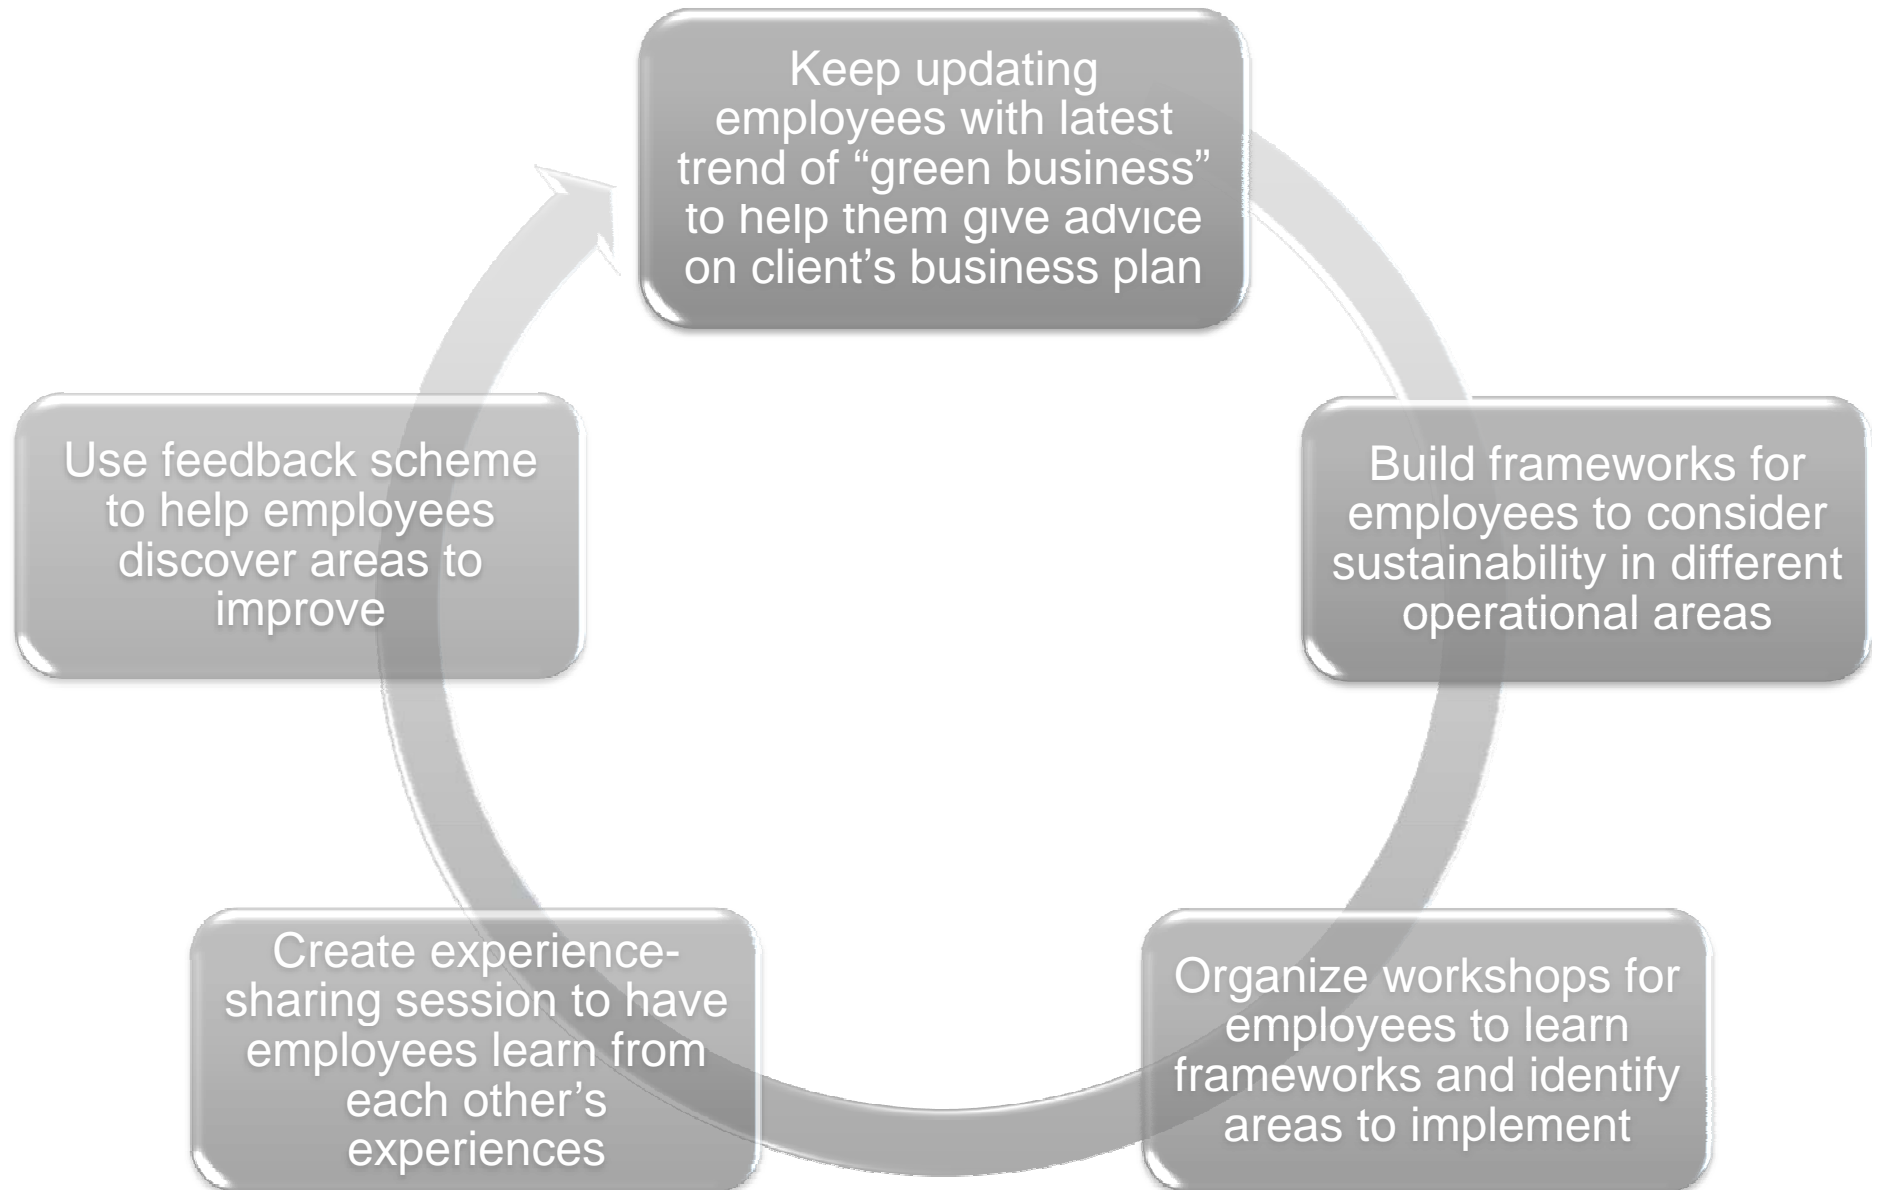 Keep updating
employees with latest
trend of “green business”
to help them give advice
on client’s business plan
Build frameworks for
employees to consider
sustainability in different
operational areas
Organize workshops for
employees to learn
frameworks and identify
areas to implement
Create experience-
sharing session to have
employees learn from
each other’s
experiences
Use feedback scheme
to help employees
discover areas to
improve